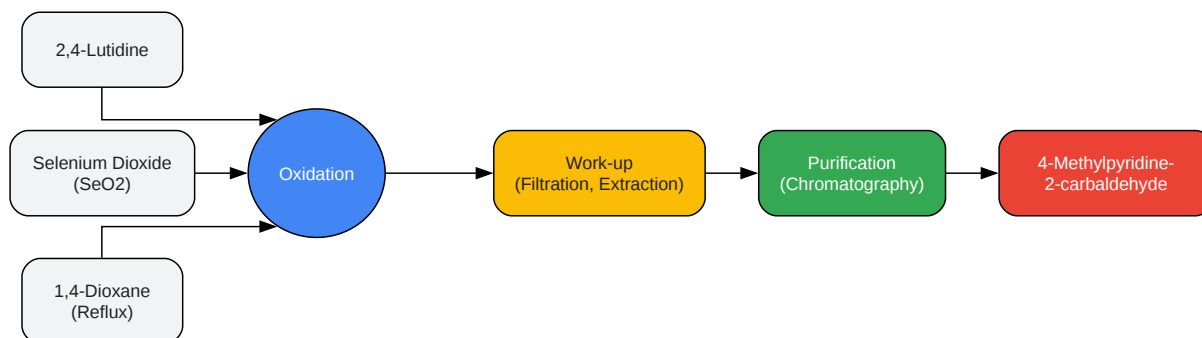 2,4-Lutidine
Selenium Dioxide
(SeO2)
1,4-Dioxane
(Reflux)
Oxidation
Work-up
(Filtration, Extraction)
Purification
(Chromatography)
4-Methylpyridine-
2-carbaldehyde